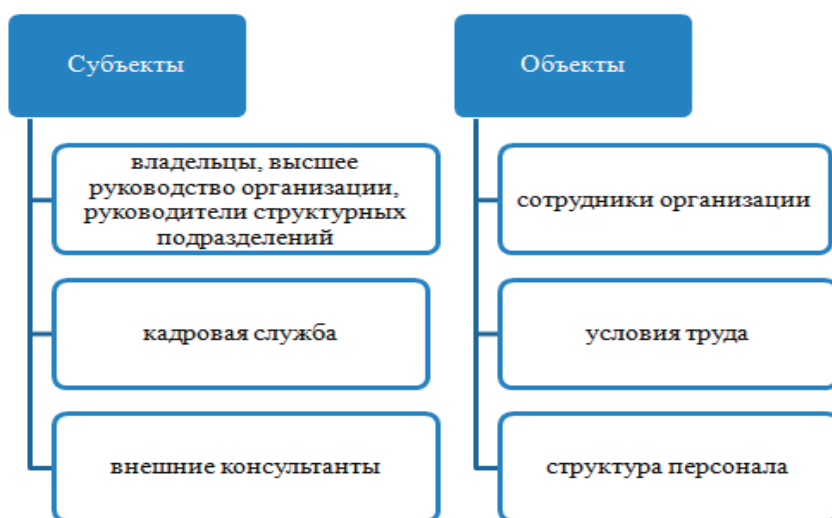 Субъекты
владельцы, высшее
руководство организации,
руководители структурных
подразделений
кадровая служба
внешние консультанты
Объекты
сотрудники организации
условия труда
структура персонала